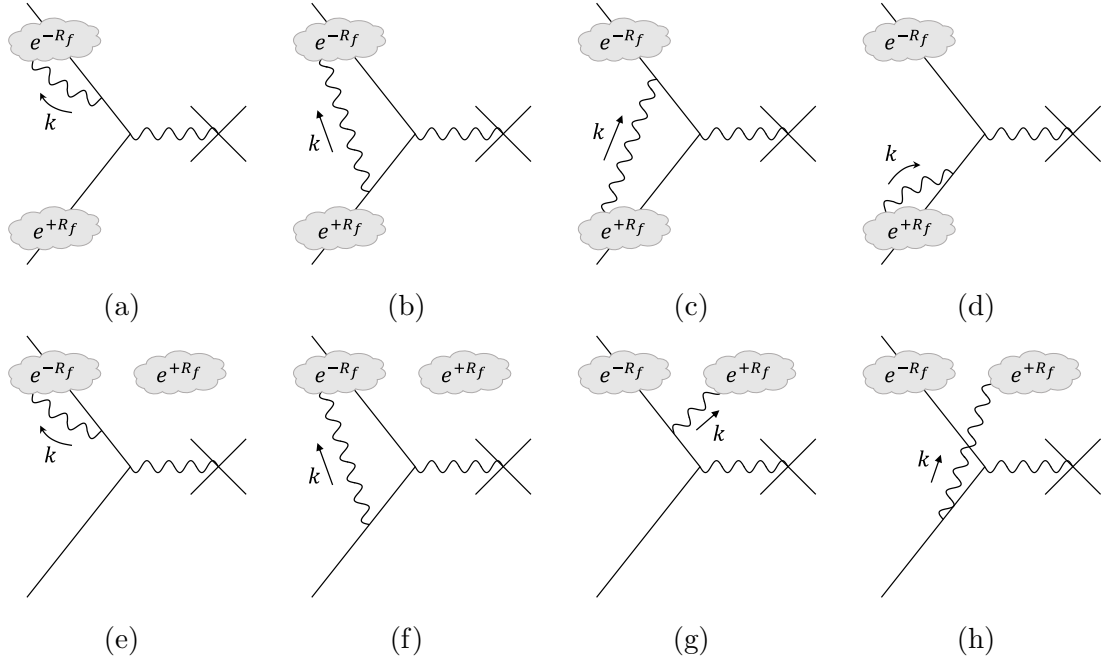 e^{-R_f} e^{-R_f} e^{-R_f} e^{-R_f}
k k k k
e^{+R_f} e^{+R_f} e^{+R_f} e^{+R_f}
(a) (b) (c) (d)
e^{-R_f} e^{+R_f} e^{-R_f} e^{+R_f} e^{-R_f} e^{+R_f} e^{-R_f} e^{+R_f}
k k k k
(e) (f) (g) (h)